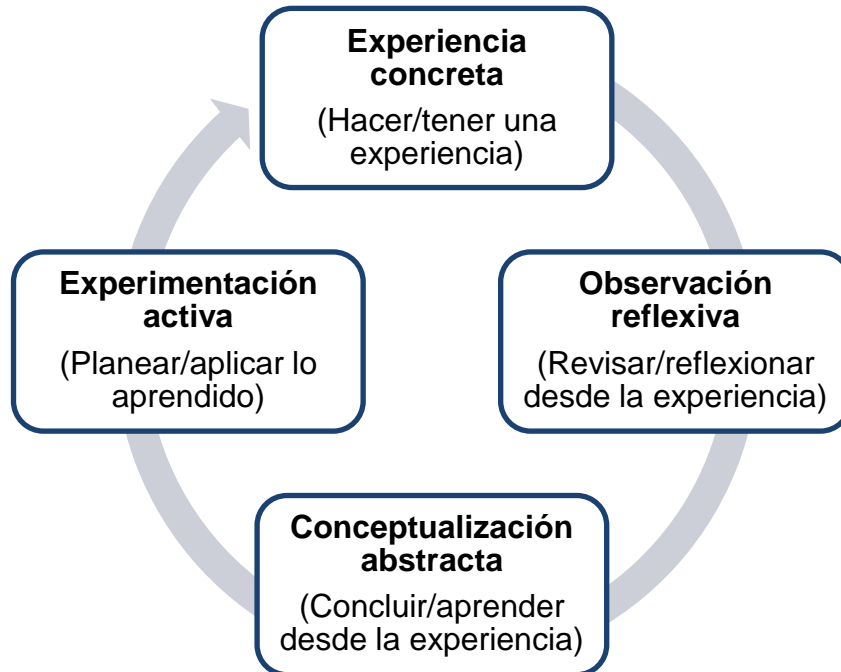 Experiencia
concreta
(Hacer/tener una
experiencia)
Observación
reflexiva
(Revisar/reflexionar
desde la experiencia)
Conceptualización
abstracta
(Concluir/aprender
desde la experiencia)
Experimentación
activa
(Planear/aplicar lo
aprendido)